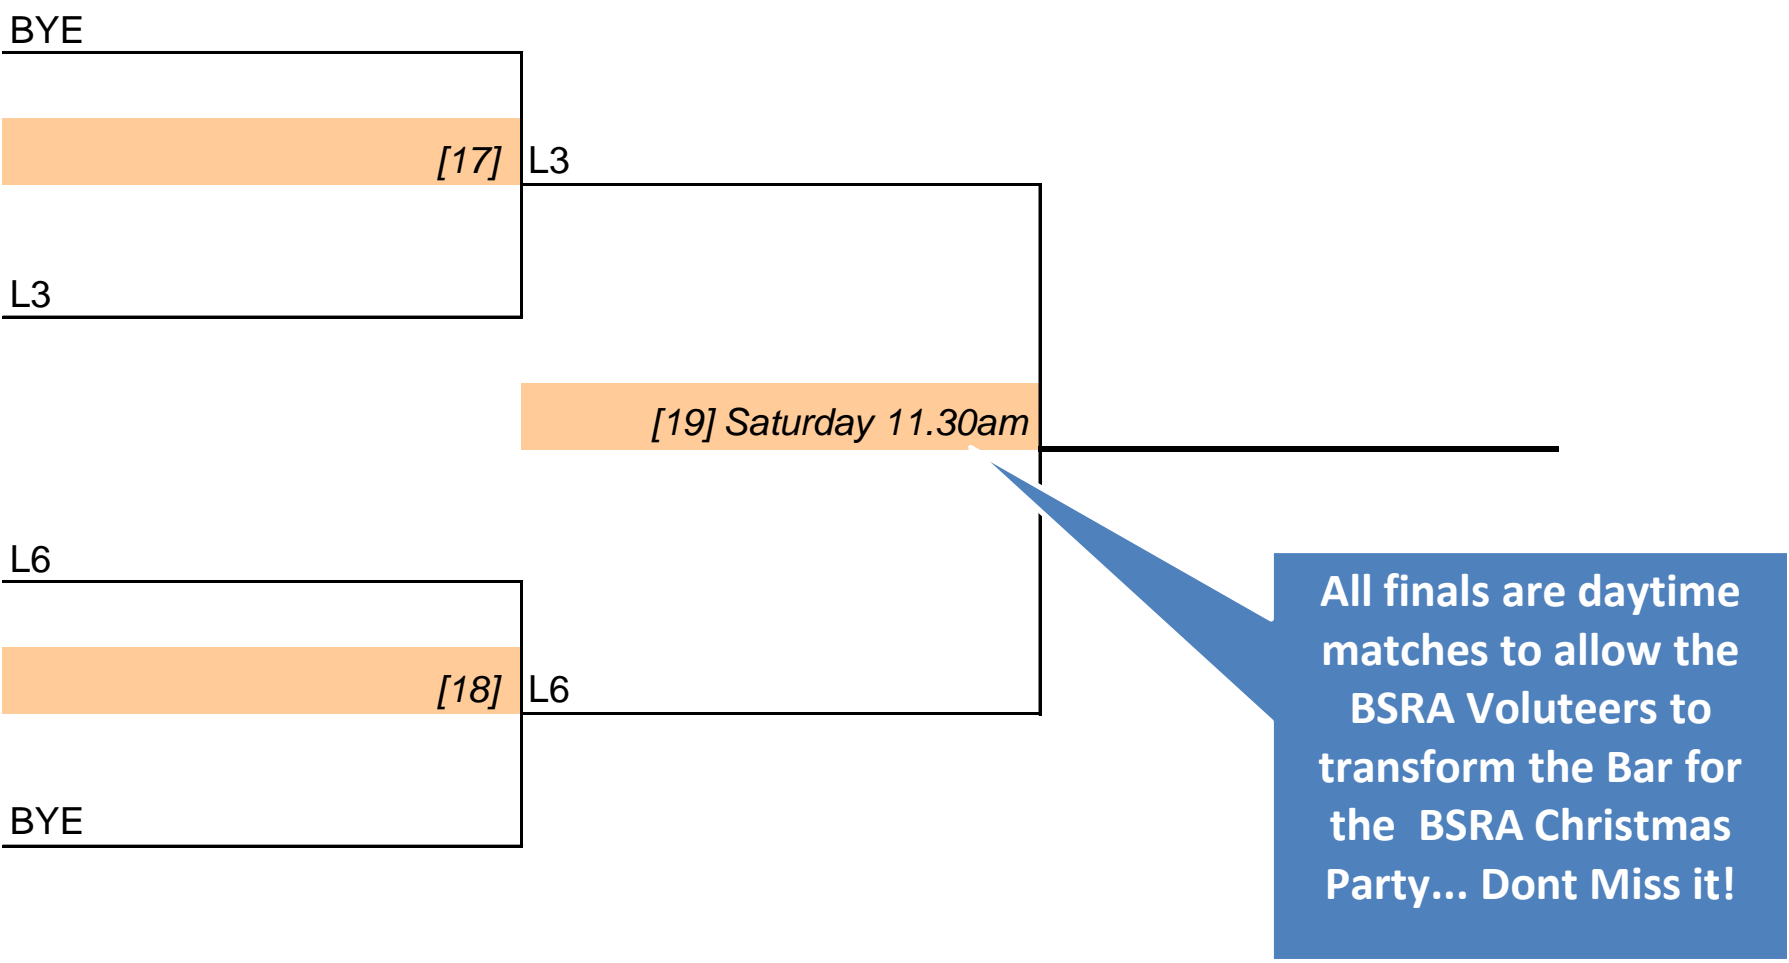 BYE
[17] L3
L3
[19] Saturday 11.30am
L6
[18] L6
BYE
All finals are daytime
matches to allow the
BSRA Voluteers to
transform the Bar for
the  BSRA Christmas
Party... Dont Miss it!